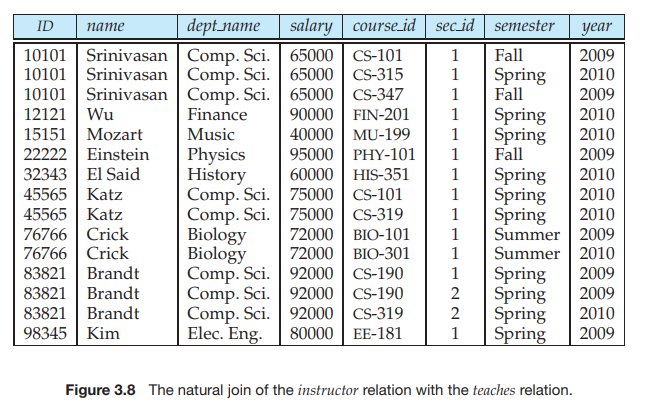 ID name dept_name salary course_id sec_id semester year
10101 Srinivasan Comp. Sci. 65000 CS-101 1 Fall 2009
10101 Srinivasan Comp. Sci. 65000 CS-315 1 Spring 2010
10101 Srinivasan Comp. Sci. 65000 CS-347 1 Fall 2009
12121 Wu Finance 90000 FIN-201 1 Spring 2010
15151 Mozart Music 40000 MU-199 1 Spring 2010
22222 Einstein Physics 95000 PHY-101 1 Fall 2009
32343 El Said History 60000 HIS-351 1 Spring 2010
45565 Katz Comp. Sci. 75000 CS-101 1 Spring 2010
45565 Katz Comp. Sci. 75000 CS-319 1 Spring 2010
76766 Crick Biology 72000 BIO-101 1 Summer 2009
76766 Crick Biology 72000 BIO-301 1 Summer 2010
83821 Brandt Comp. Sci. 92000 CS-190 1 Spring 2009
83821 Brandt Comp. Sci. 92000 CS-190 2 Spring 2009
83821 Brandt Comp. Sci. 92000 CS-319 2 Spring 2010
98345 Kim Elec. Eng. 80000 EE-181 1 Spring 2009
Figure 3.8 The natural join of the instructor relation with the teaches relation.